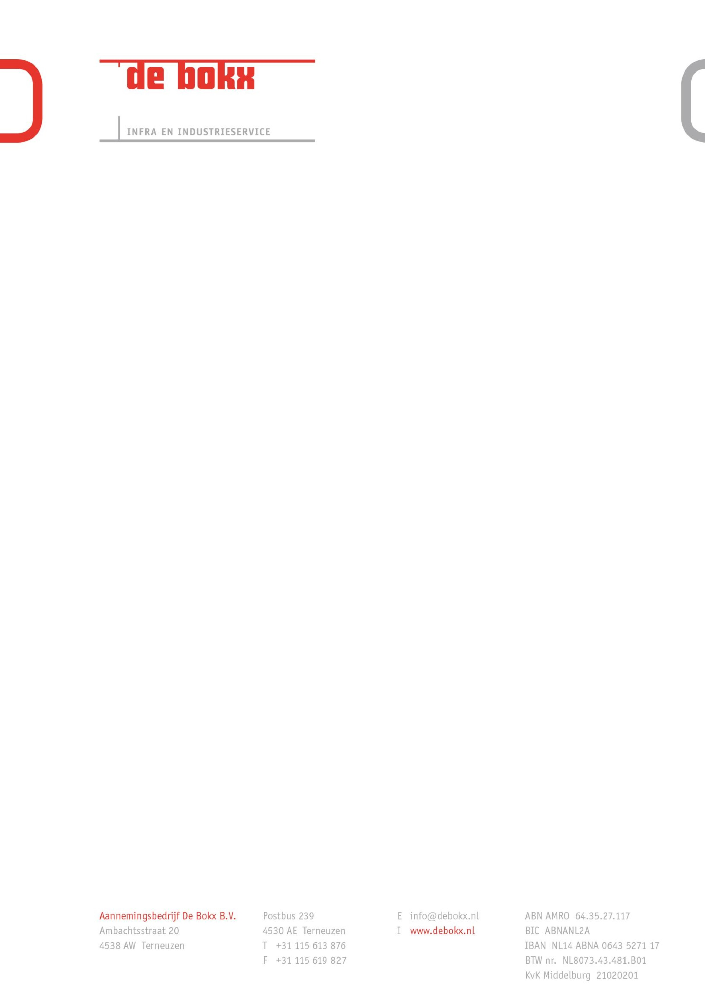 de bokx
INFRA EN INDUSTRIESERVICE
Aannemingsbedrijf De Bokx B.V.
Ambachtsstraat 20
4538 AW Terneuzen
Postbus 239
4530 AE Terneuzen
T +31 115 613 876
F +31 115 619 827
E info@debokx.nl
I www.debokx.nl
ABN AMRO 64.35.27.117
BIC ABNANL2A
IBAN NL14 ABNA 0643 5271 17
BTW nr. NL8073.43.481.B01
KvK Middelburg 21020201